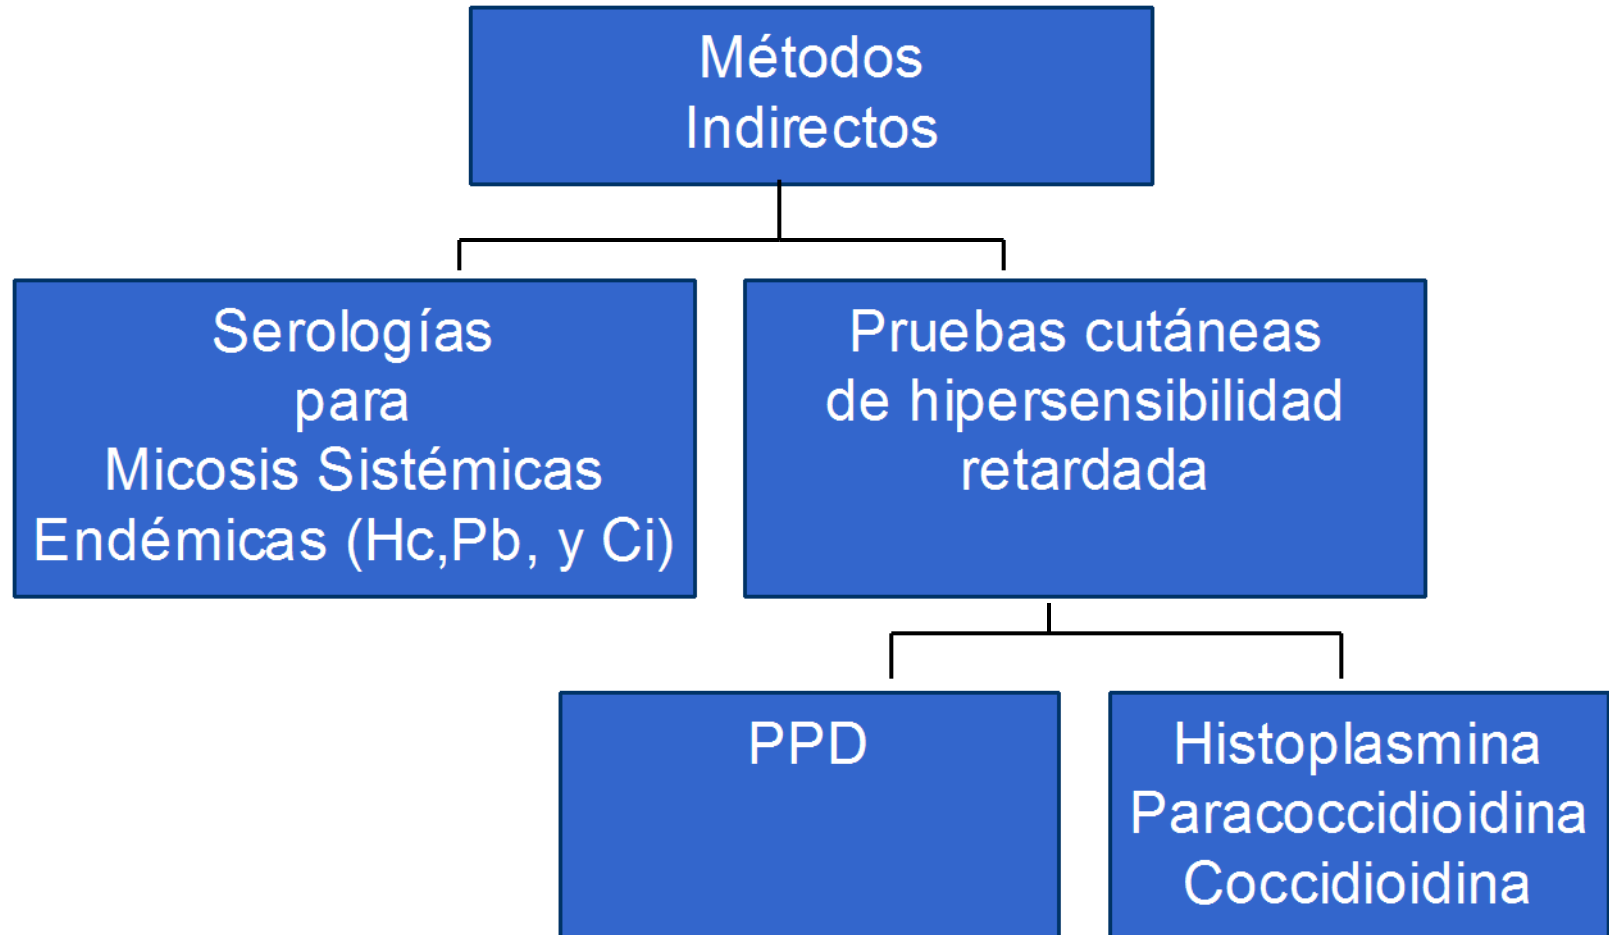 Métodos
Indirectos
Serologías
para
Micosis Sistémicas
Endémicas (Hc,Pb, y Ci)
Pruebas cutáneas
de hipersensibilidad
retardada
PPD
Histoplasmina
Paracoccidioidina
Coccidioidina